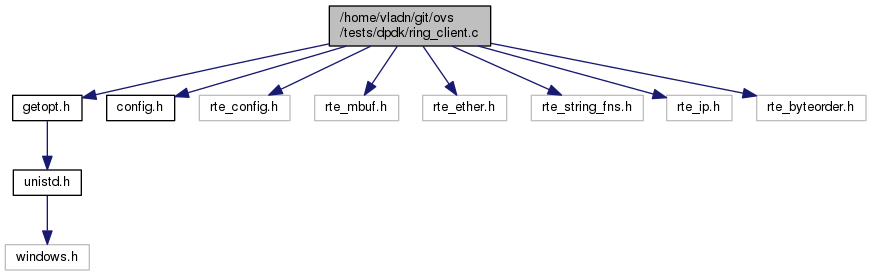 /home/vladn/git/ovs
/tests/dpdk/ring_client.c
getopt.h
config.h
rte_config.h
rte_mbuf.h
rte_ether.h
rte_string_fns.h
rte_ip.h
rte_byteorder.h
unistd.h
windows.h